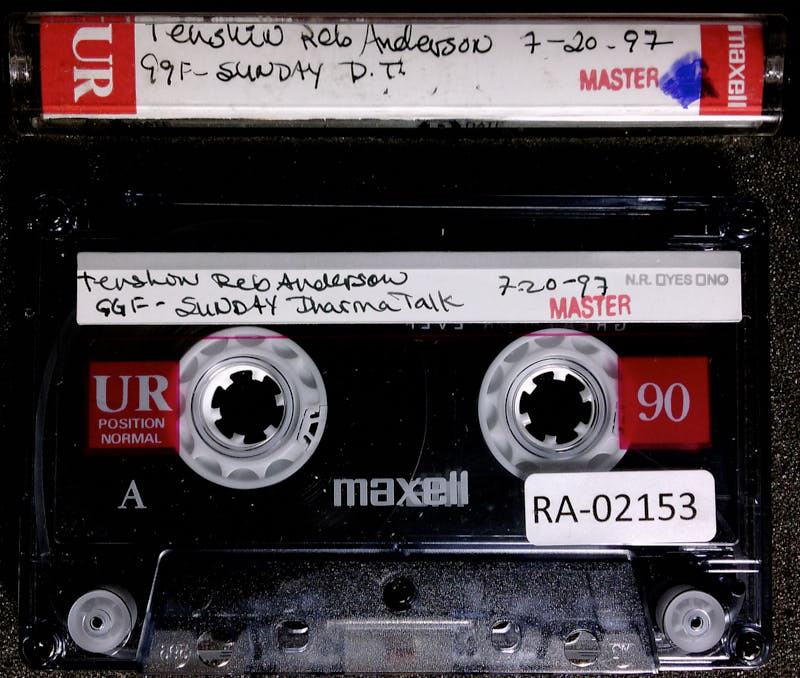 UR
Tenshin Reb Anderson 7-20-97
GGF- SUNDAY D.T.
MASTER
maxell
Tenshin Reb Anderson 7-20-97
N.R. YES NO
GGF- SUNDAY Dharma Talk
MASTER
UR
POSITION
NORMAL
90
A
maxell
RA-02153